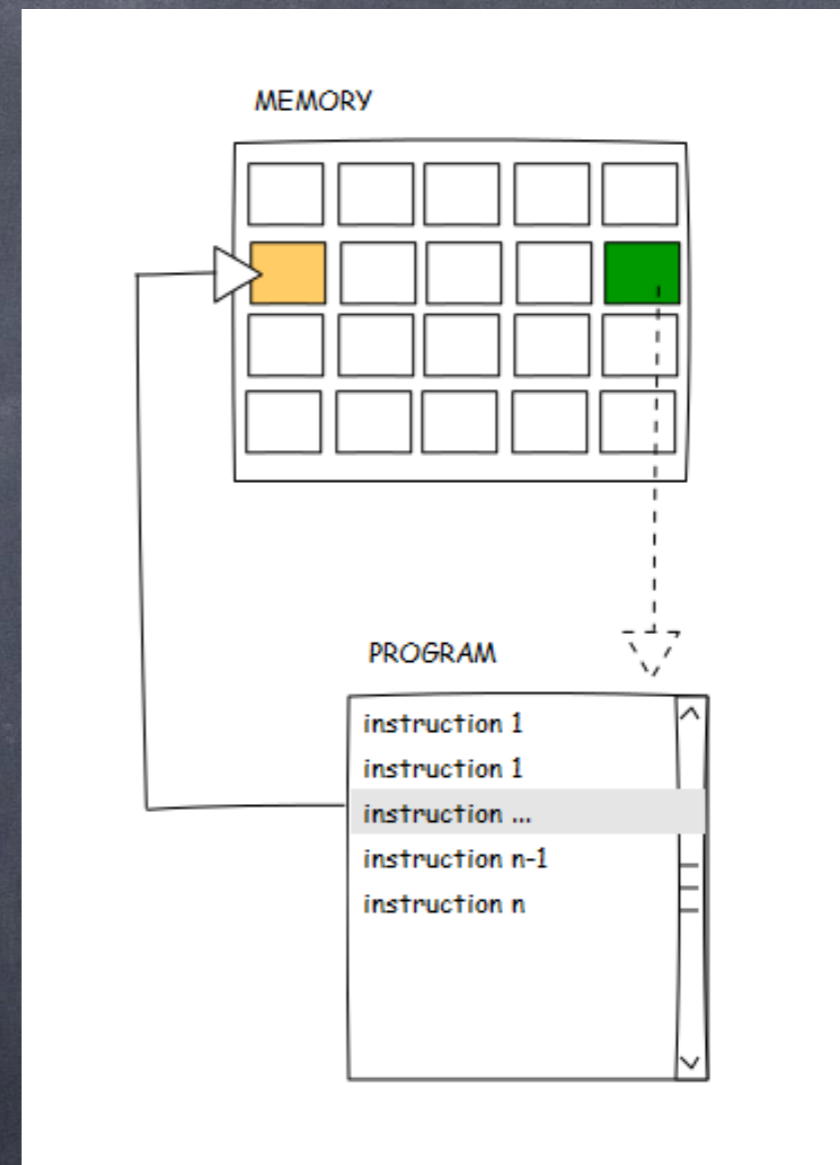 MEMORY
PROGRAM
instruction 1
instruction 1
instruction ...
instruction n-1
instruction n